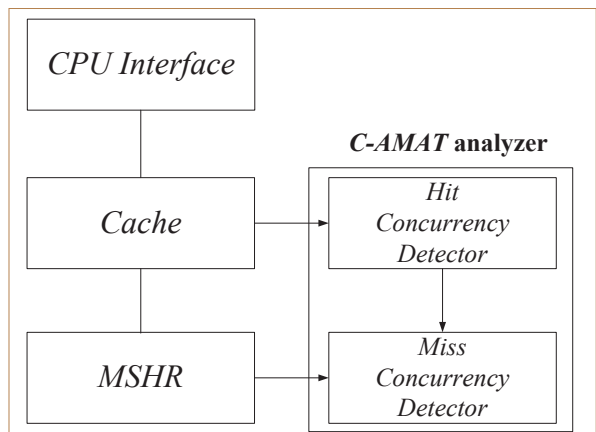 CPU Interface
C-AMAT analyzer
Cache
Hit
Concurrency
Detector
MSHR
Miss
Concurrency
Detector